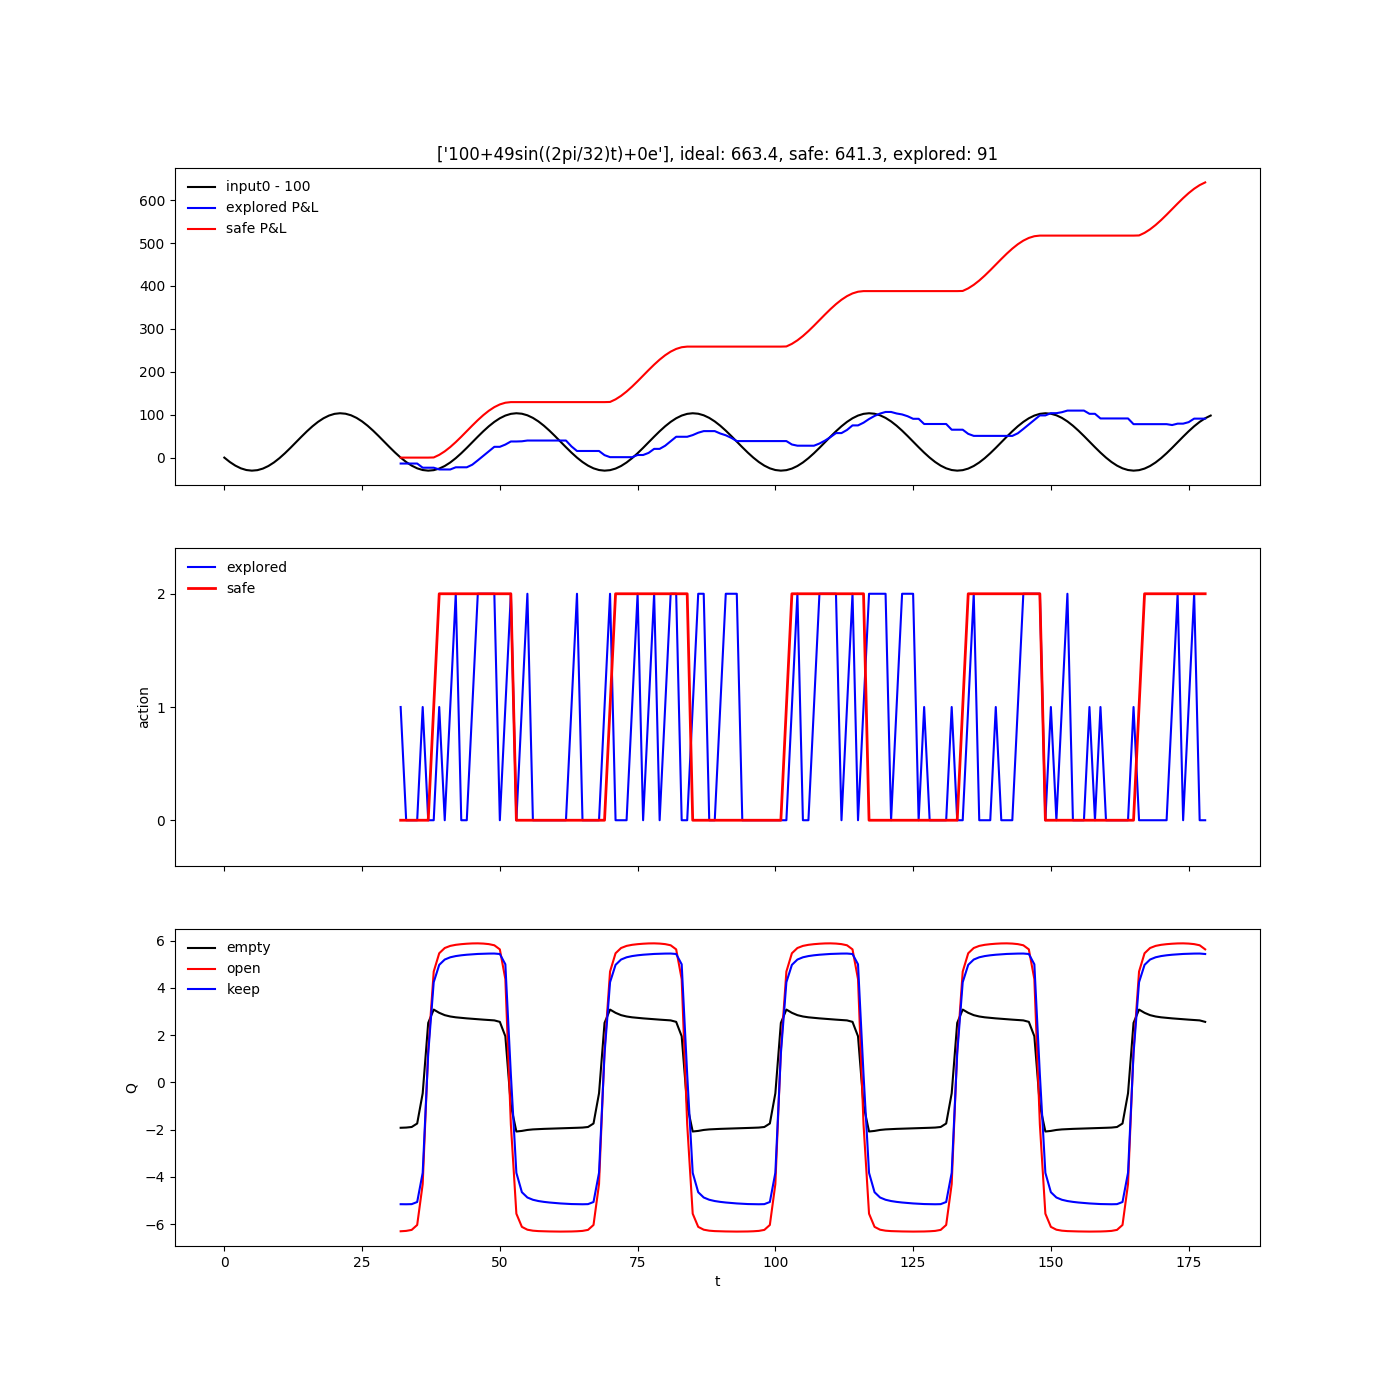 ['100+49sin((2pi/32)t)+0e'], ideal: 663.4, safe: 641.3, explored: 91
input0 - 100
explored P&L
safe P&L
600
500
400
300
200
100
0
explored
safe
2
1
0
action
empty
open
keep
6
4
2
0
−2
−4
−6
Q
0 25 50 75 100 125 150 175
t